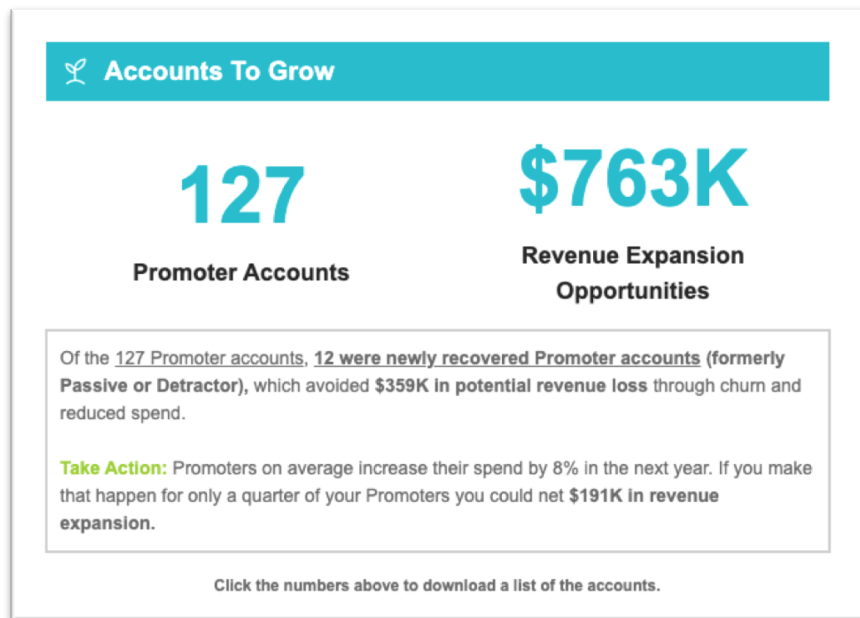 Accounts To Grow
127
Promoter Accounts
$763K
Revenue Expansion
Opportunities
Of the 127 Promoter accounts, 12 were newly recovered Promoter accounts (formerly
Passive or Detractor), which avoided $359K in potential revenue loss through churn and
reduced spend.
Take Action: Promoters on average increase their spend by 8% in the next year. If you make
that happen for only a quarter of your Promoters you could net $191K in revenue
expansion.
Click the numbers above to download a list of the accounts.